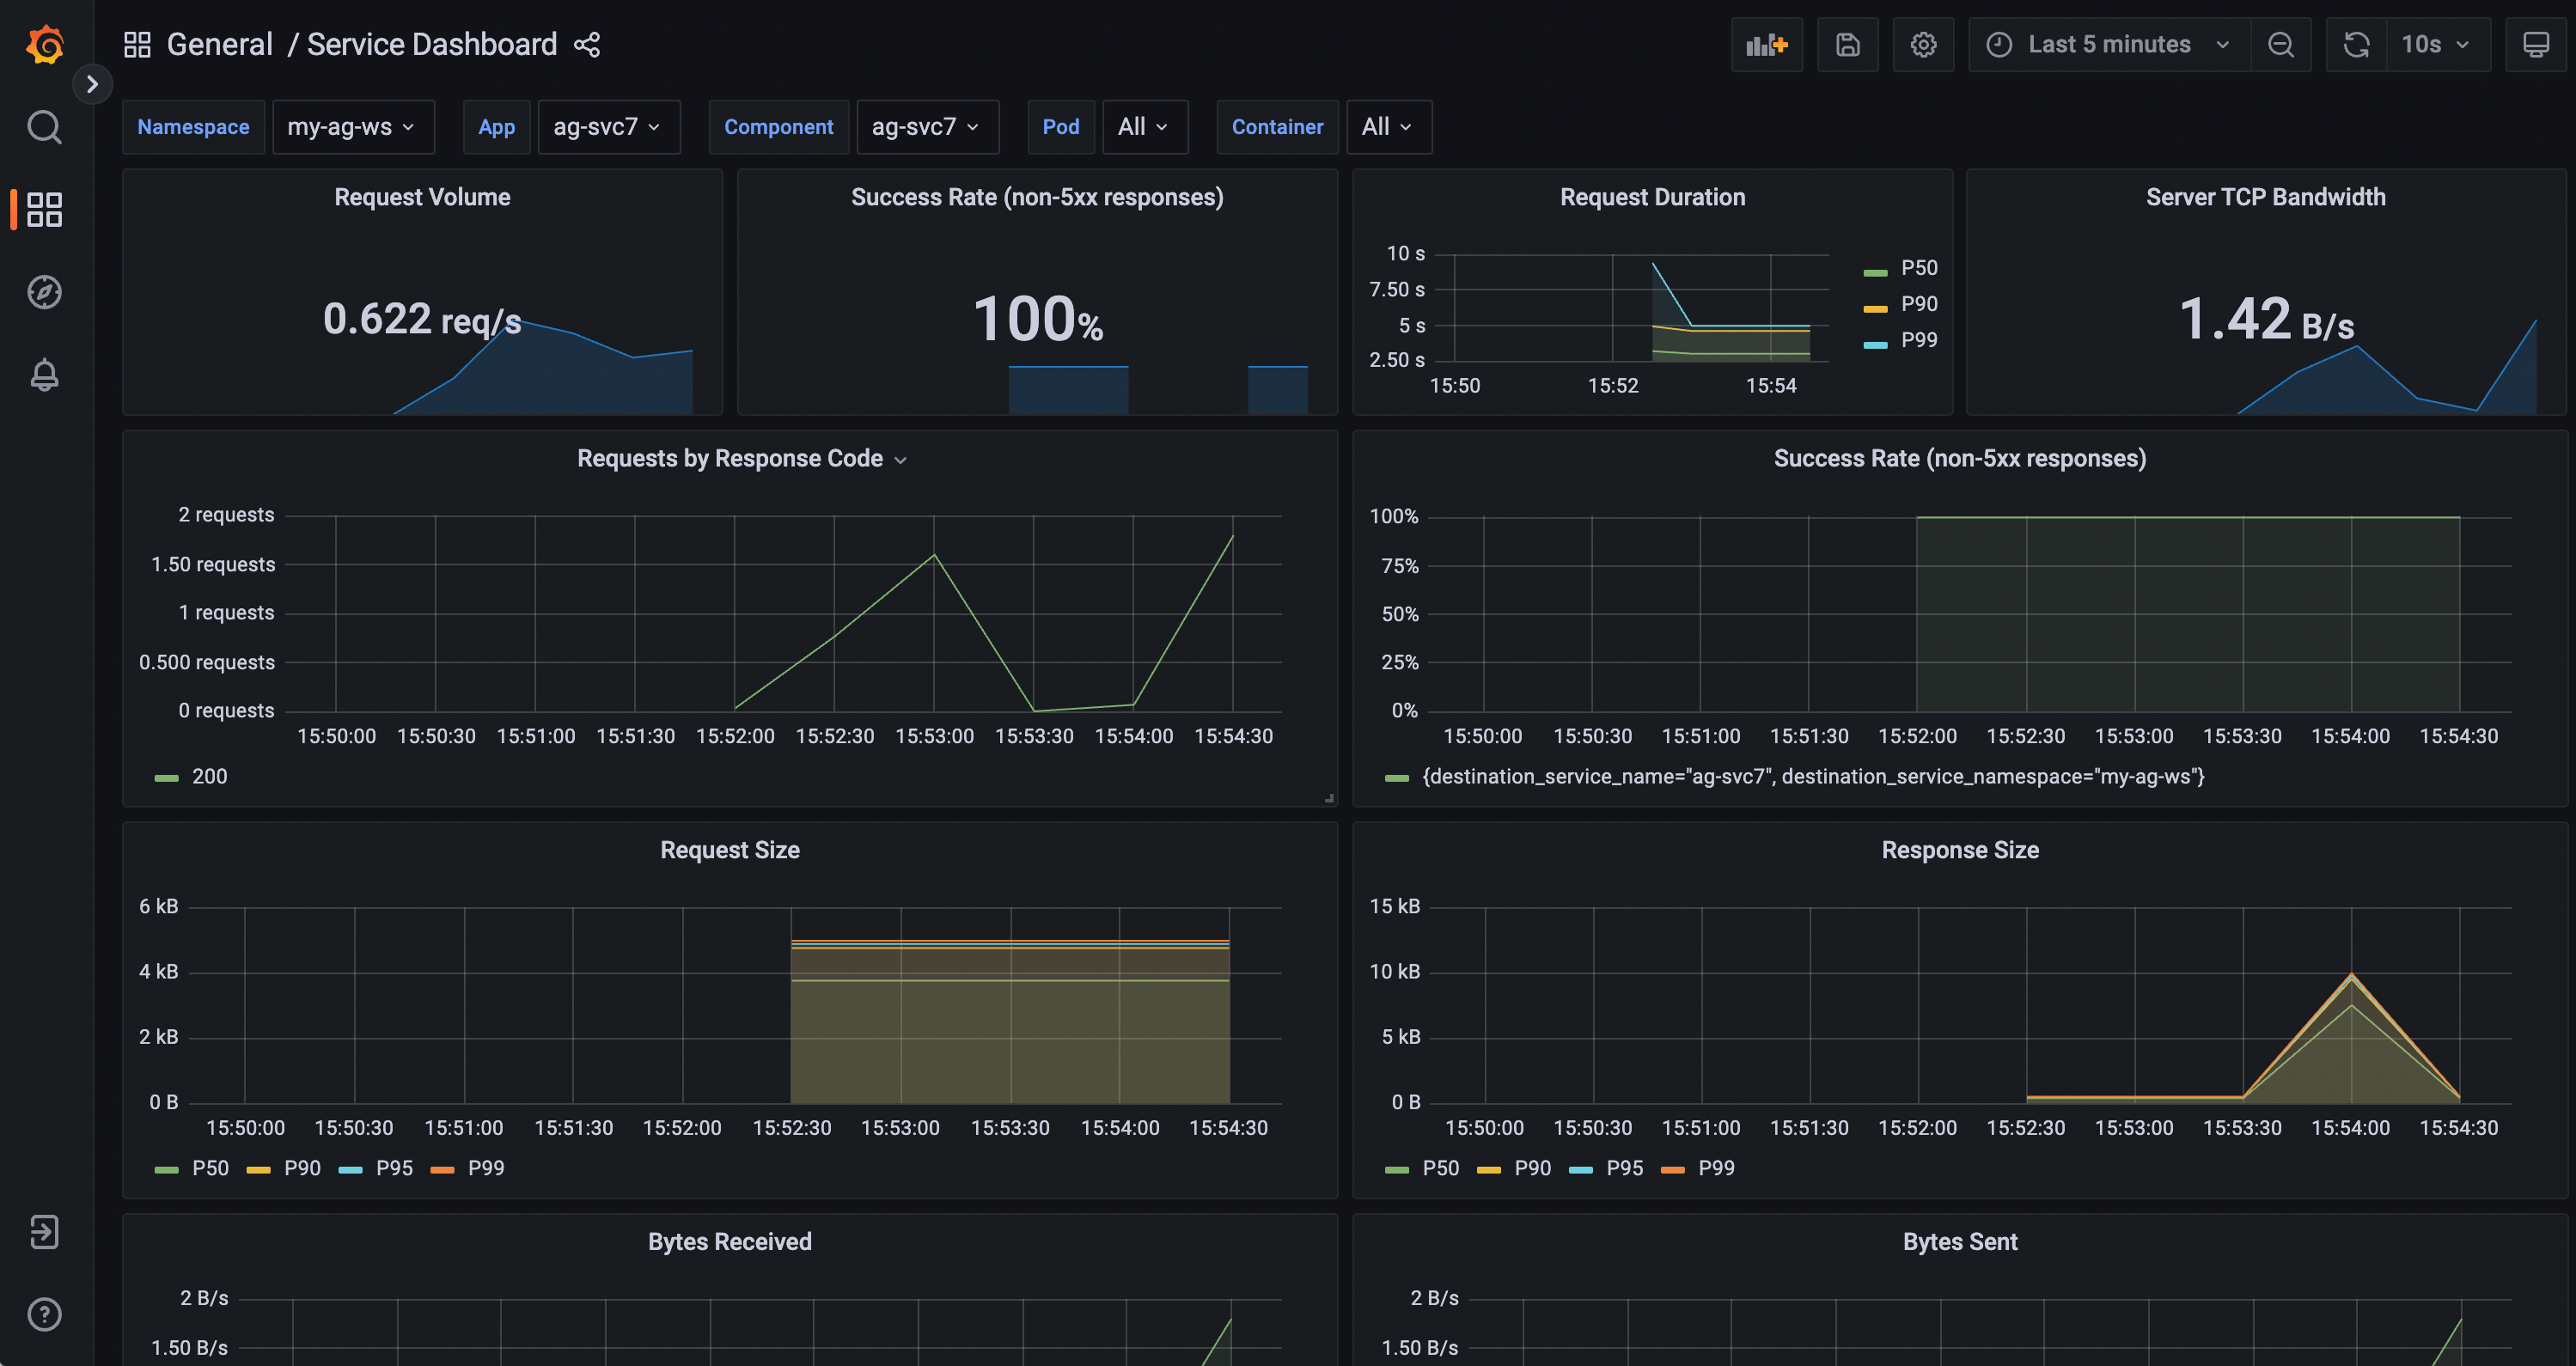 General / Service Dashboard
Last 5 minutes
10s
Namespace my-ag-ws App ag-svc7 Component ag-svc7 Pod All Container All
Request Volume
0.622 req/s
Success Rate (non-5xx responses)
100%
Request Duration
10 s
7.50 s
5 s
2.50 s
15:50 15:52 15:54
P50
P90
P99
Server TCP Bandwidth
1.42 B/s
Requests by Response Code
2 requests
1.50 requests
1 requests
0.500 requests
0 requests
15:50:00 15:50:30 15:51:00 15:51:30 15:52:00 15:52:30 15:53:00 15:53:30 15:54:00 15:54:30
200
Success Rate (non-5xx responses)
100%
75%
50%
25%
0%
15:50:00 15:50:30 15:51:00 15:51:30 15:52:00 15:52:30 15:53:00 15:53:30 15:54:00 15:54:30
{destination_service_name="ag-svc7", destination_service_namespace="my-ag-ws"}
Request Size
6 kB
4 kB
2 kB
0 B
15:50:00 15:50:30 15:51:00 15:51:30 15:52:00 15:52:30 15:53:00 15:53:30 15:54:00 15:54:30
P50 P90 P95 P99
Response Size
15 kB
10 kB
5 kB
0 B
15:50:00 15:50:30 15:51:00 15:51:30 15:52:00 15:52:30 15:53:00 15:53:30 15:54:00 15:54:30
P50 P90 P95 P99
Bytes Received
2 B/s
1.50 B/s
Bytes Sent
2 B/s
1.50 B/s